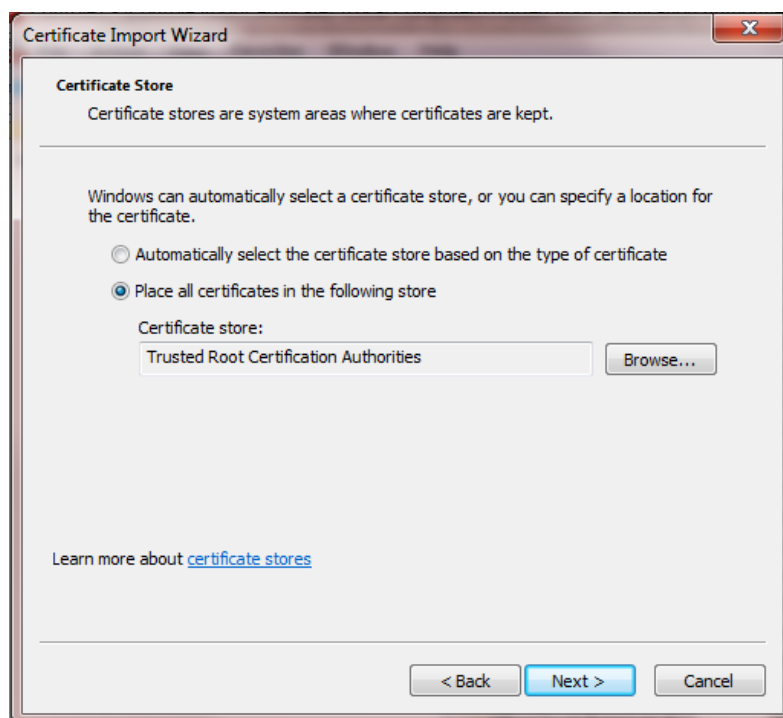 Certificate Import Wizard
Certificate Store
Certificate stores are system areas where certificates are kept.
Windows can automatically select a certificate store, or you can specify a location for
the certificate.
Automatically select the certificate store based on the type of certificate
Place all certificates in the following store
Certificate store:
Trusted Root Certification Authorities
Browse...
Learn more about certificate stores
< Back
Next >
Cancel